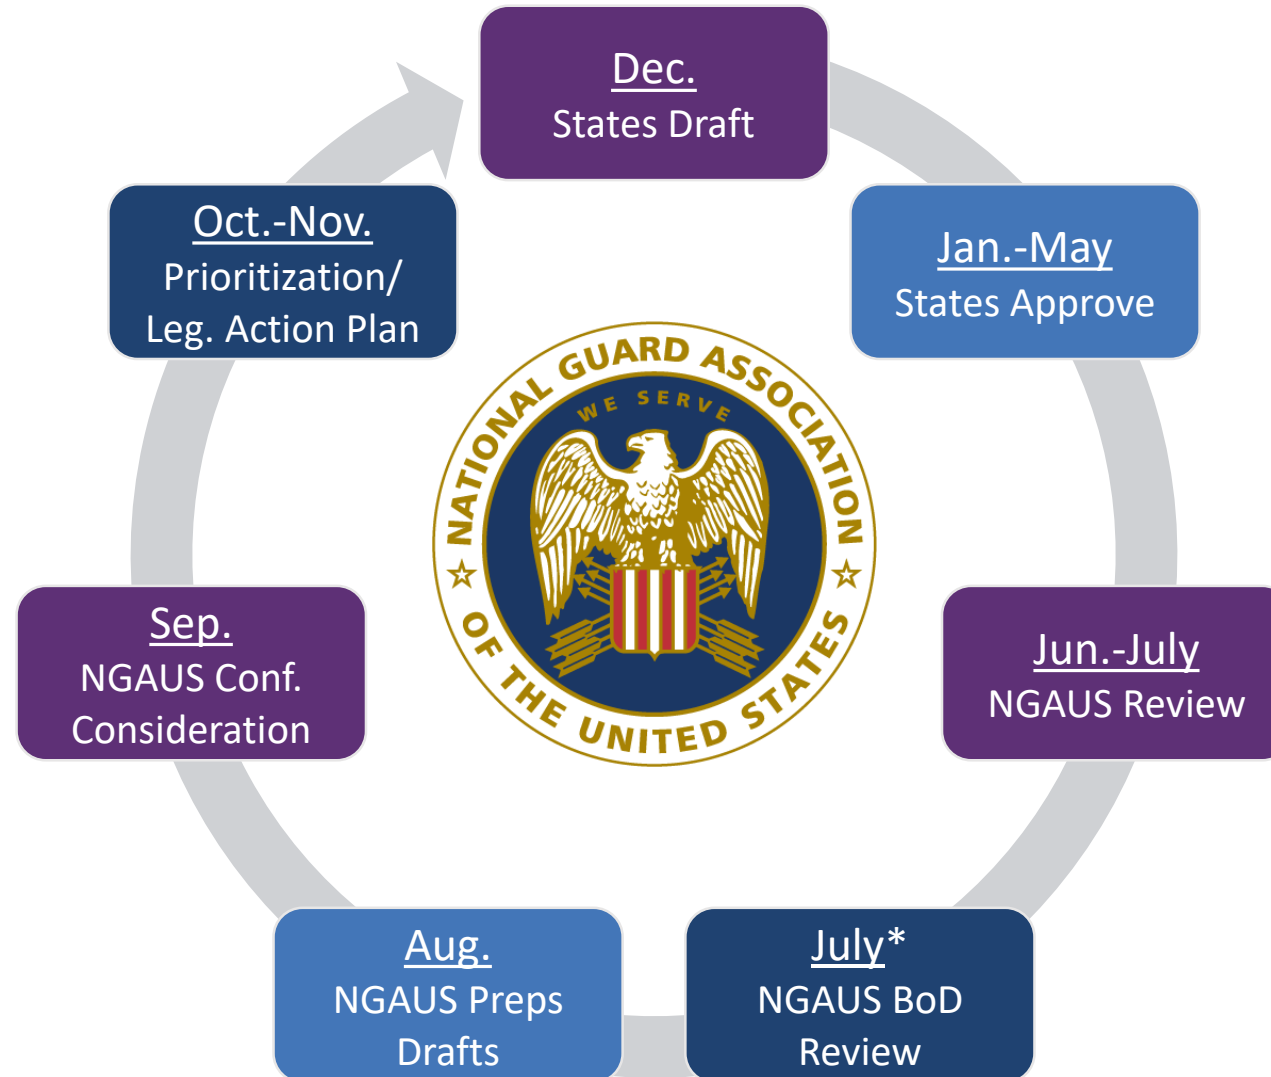 Dec.
States Draft
Jan.-May
States Approve
Jun.-July
NGAUS Review
July*
NGAUS BoD
Review
Aug.
NGAUS Preps
Drafts
Sep.
NGAUS Conf.
Consideration
Oct.-Nov.
Prioritization/
Leg. Action Plan
NATIONAL GUARD ASSOCIATION
OF THE UNITED STATES
WE SERVE